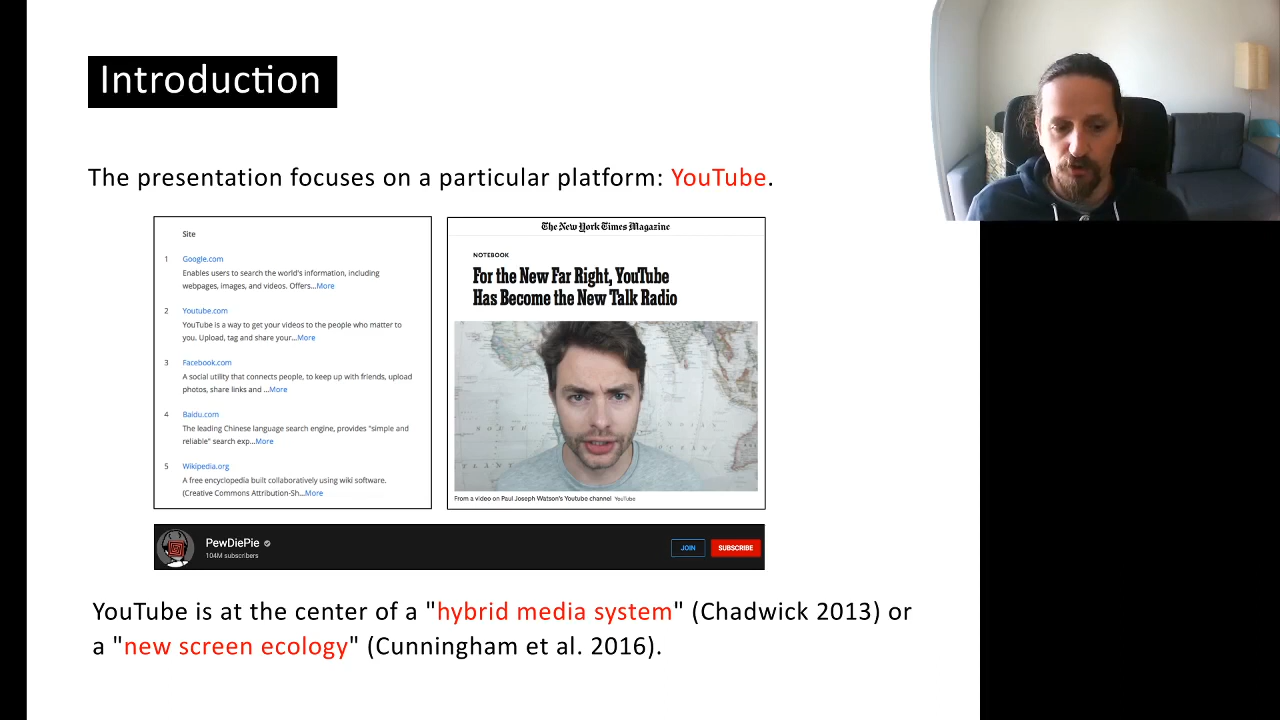 Introduction
The presentation focuses on a particular platform: YouTube.
Site
1 Google.com
Enables users to search the world's information, including
webpages, images, and videos. Offers...More
2 Youtube.com
YouTube is a way to get your videos to the people who matter to
you. Upload, tag and share your...More
3 Facebook.com
A social utility that connects people, to keep up with friends, upload
photos, share links and ...More
4 Baidu.com
The leading Chinese language search engine, provides "simple and
reliable" search exp...More
5 Wikipedia.org
A free encyclopedia built collaboratively using wiki software.
(Creative Commons Attribution-Sh...More
The New York Times Magazine
NOTEBOOK
For the New Far Right, YouTube
Has Become the New Talk Radio
From a video on Paul Joseph Watson's Youtube channel YouTube
PewDiePie
104M subscribers
JOIN SUBSCRIBE
YouTube is at the center of a "hybrid media system" (Chadwick 2013) or
a "new screen ecology" (Cunningham et al. 2016).